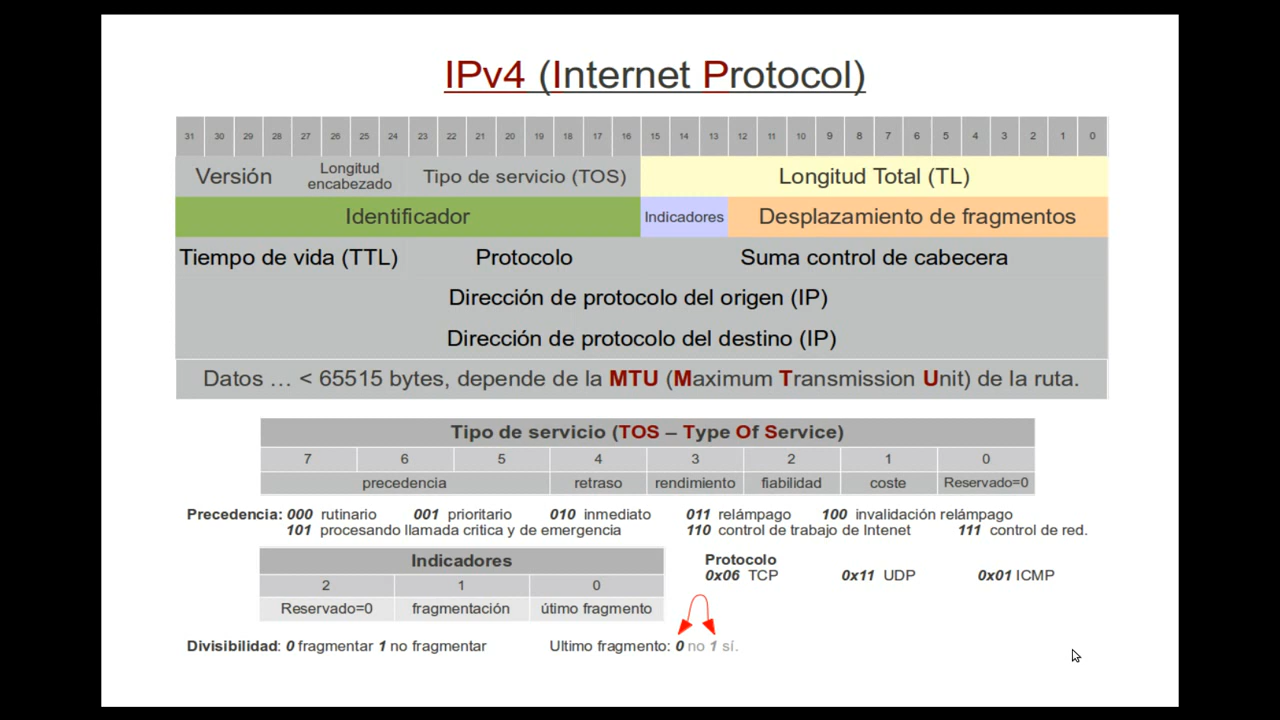 IPv4 (Internet Protocol)
31 30 29 28 27 26 25 24 23 22 21 20 19 18 17 16 15 14 13 12 11 10 9 8 7 6 5 4 3 2 1 0
Versión Longitud encabezado Tipo de servicio (TOS) Longitud Total (TL)
Identificador Indicadores Desplazamiento de fragmentos
Tiempo de vida (TTL) Protocolo Suma control de cabecera
Dirección de protocolo del origen (IP)
Dirección de protocolo del destino (IP)
Datos … < 65515 bytes, depende de la MTU (Maximum Transmission Unit) de la ruta.
Tipo de servicio (TOS – Type Of Service)
7 6 5 4 3 2 1 0
precedencia retraso rendimiento fiabilidad coste Reservado=0
Precedencia: 000 rutinario 001 prioritario 010 inmediato 011 relámpago 100 invalidación relámpago
101 procesando llamada critica y de emergencia 110 control de trabajo de Intenet 111 control de red.
Indicadores
2 1 0
Reservado=0 fragmentación útimo fragmento
Protocolo
0x06 TCP 0x11 UDP 0x01 ICMP
Divisibilidad: 0 fragmentar 1 no fragmentar Ultimo fragmento: 0 no 1 sí.